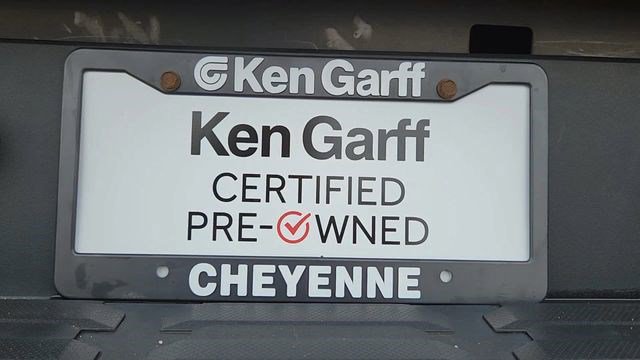 Ken Garff
Ken Garff
CERTIFIED
PRE-OWNED
CHEYENNE